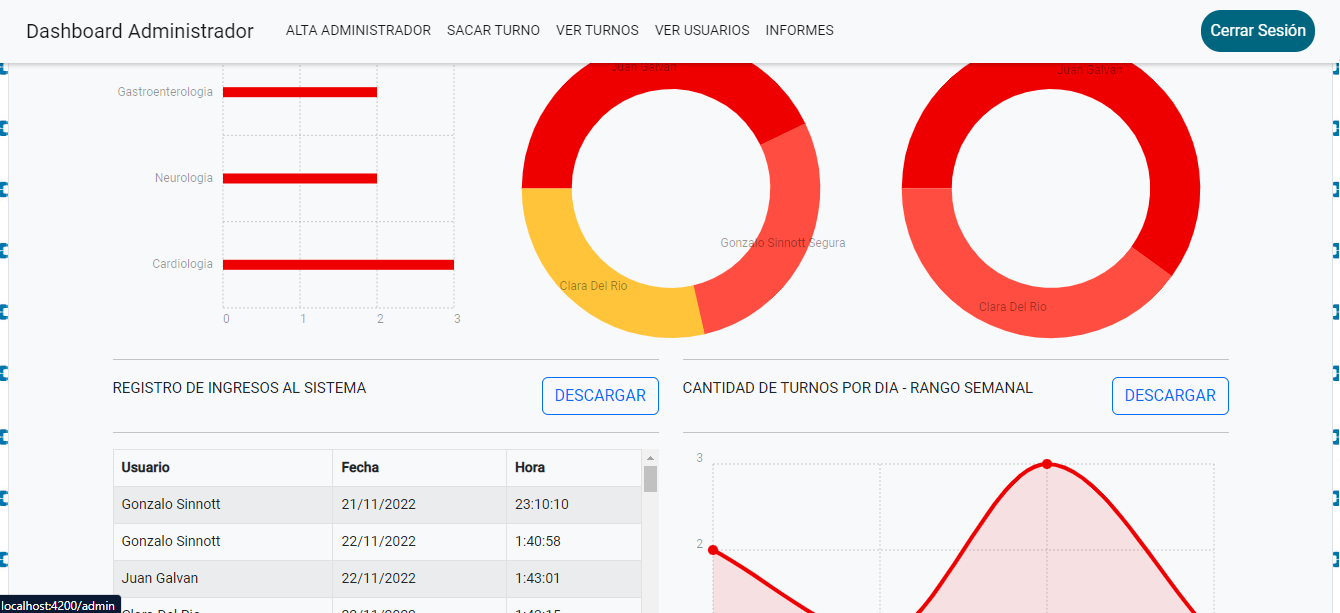 Dashboard Administrador
ALTA ADMINISTRADOR SACAR TURNO VER TURNOS VER USUARIOS INFORMES
Cerrar Sesión
Gastroenterologia
Neurologia
Cardiologia
0 1 2 3
Juan Galvan
Gonzalo Sinnott Segura
Clara Del Rio
Juan Galvan
Clara Del Rio
REGISTRO DE INGRESOS AL SISTEMA
DESCARGAR
CANTIDAD DE TURNOS POR DIA - RANGO SEMANAL
DESCARGAR
Usuario Fecha Hora
Gonzalo Sinnott 21/11/2022 23:10:10
Gonzalo Sinnott 22/11/2022 1:40:58
Juan Galvan 22/11/2022 1:43:01
Clara Del Rio
3
2
localhost:4200/admin